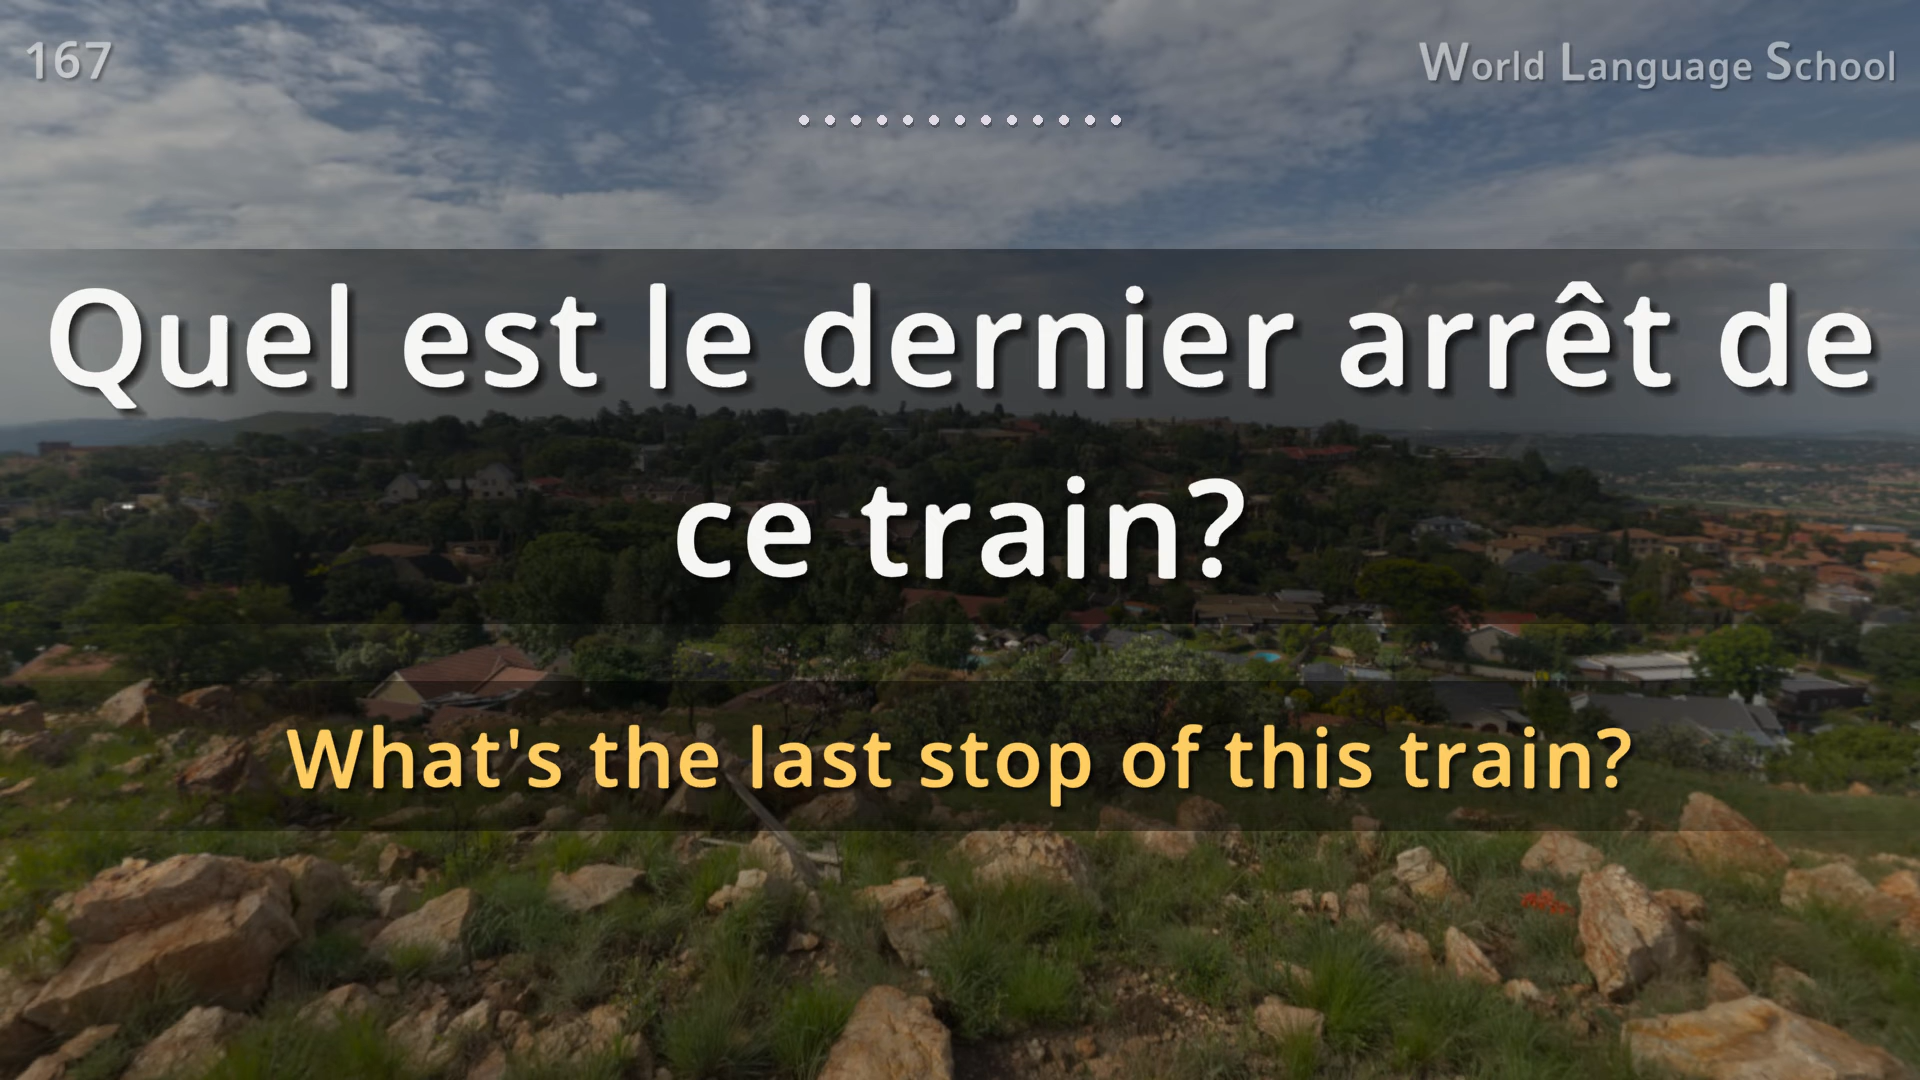 167
World Language School
Quel est le dernier arrêt de
ce train?
What's the last stop of this train?